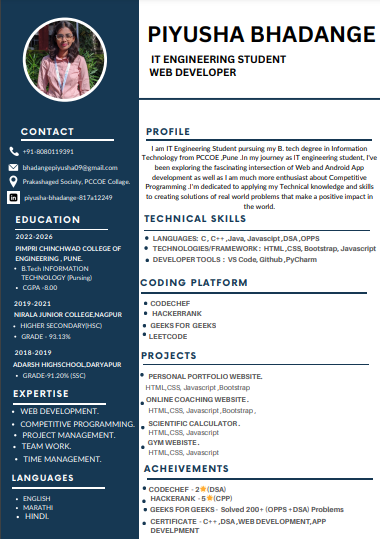 PIYUSHA BHADANGE
IT ENGINEERING STUDENT
WEB DEVELOPER
CONTACT
+91-8080119391
bhadangepiyusha09@gmail.com
Prakashaged Society, PCCOE Collage.
piyusha-bhadange-817a12249
EDUCATION
2022-2026
PIMPRI CHINCHWAD COLLEGE OF
ENGINEERING , PUNE.
B.Tech INFORMATION
TECHNOLOGY (Pursing)
CGPA -8.00
2019-2021
NIRALA JUNIOR COLLEGE,NAGPUR
HIGHER SECONDARY(HSC)
GRADE - 93.13%
2018-2019
ADARSH HIGHSCHOOL,DARYAPUR
GRADE-91.20% (SSC)
EXPERTISE
WEB DEVELOPMENT.
COMPETITIVE PROGRAMMING.
PROJECT MANAGEMENT.
TEAM WORK.
TIME MANAGEMENT.
LANGUAGES
ENGLISH
MARATHI
HINDI.
PROFILE
I am IT Engineering Student pursuing my B. tech degree in Information
Technology from PCCOE ,Pune .In my journey as IT engineering student, I've
been exploring the fascinating intersection of Web and Android App
development as well as I am much more enthusiast about Competitive
Programming .I'm dedicated to applying my Technical knowledge and skills
to creating solutions of real world problems that make a positive impact in
the world.
TECHNICAL SKILLS
LANGUAGES: C, C++ ,Java, Javascipt ,DSA ,OPPS
TECHNOLOGIES/FRAMEWORK : HTML,CSS, Bootstrap, Javascript
DEVELOPER TOOLS : VS Code, Github ,PyCharm
CODING PLATFORM
CODECHEF
HACKERRANK
GEEKS FOR GEEKS
LEETCODE
PROJECTS
PERSONAL PORTFOLIO WEBSITE.
HTML,CSS, Javascript ,Bootstrap
ONLINE COACHING WEBSITE .
HTML,CSS, Javascript ,Bootstrap ,
SCIENTIFIC CALCULATOR .
HTML,CSS, Javascript
GYM WEBISTE.
HTML,CSS, Javascript
ACHEIVEMENTS
CODECHEF - 2⭐(DSA)
HACKERANK - 5⭐(CPP)
GEEKS FOR GEEKS - Solved 200+ (OPPS +DSA) Problems
CERTIFICATE - C++ ,DSA ,WEB DEVELOPMENT,APP
DEVELPMENT